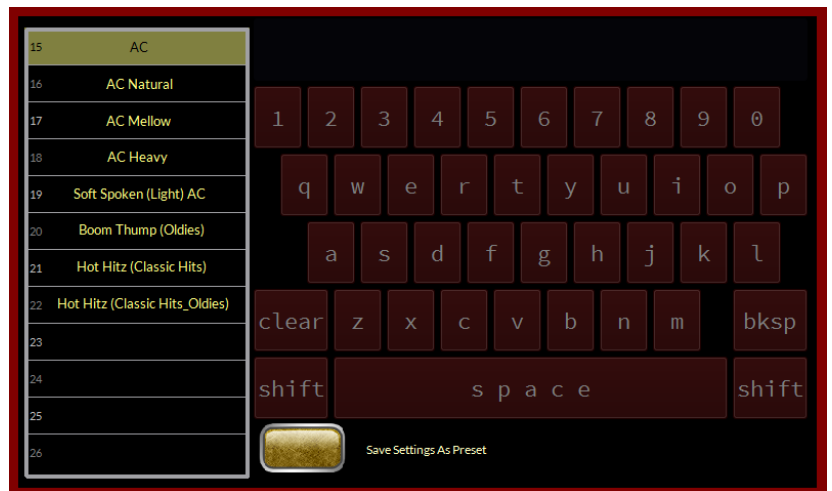 15 AC
16 AC Natural
17 AC Mellow
18 AC Heavy
19 Soft Spoken (Light) AC
20 Boom Thump (Oldies)
21 Hot Hitz (Classic Hits)
22 Hot Hitz (Classic Hits_Oldies)
23
24
25
26
1 2 3 4 5 6 7 8 9 0
q w e r t y u i o p
a s d f g h j k l
clear z x c v b n m bksp
shift space shift
Save Settings As Preset